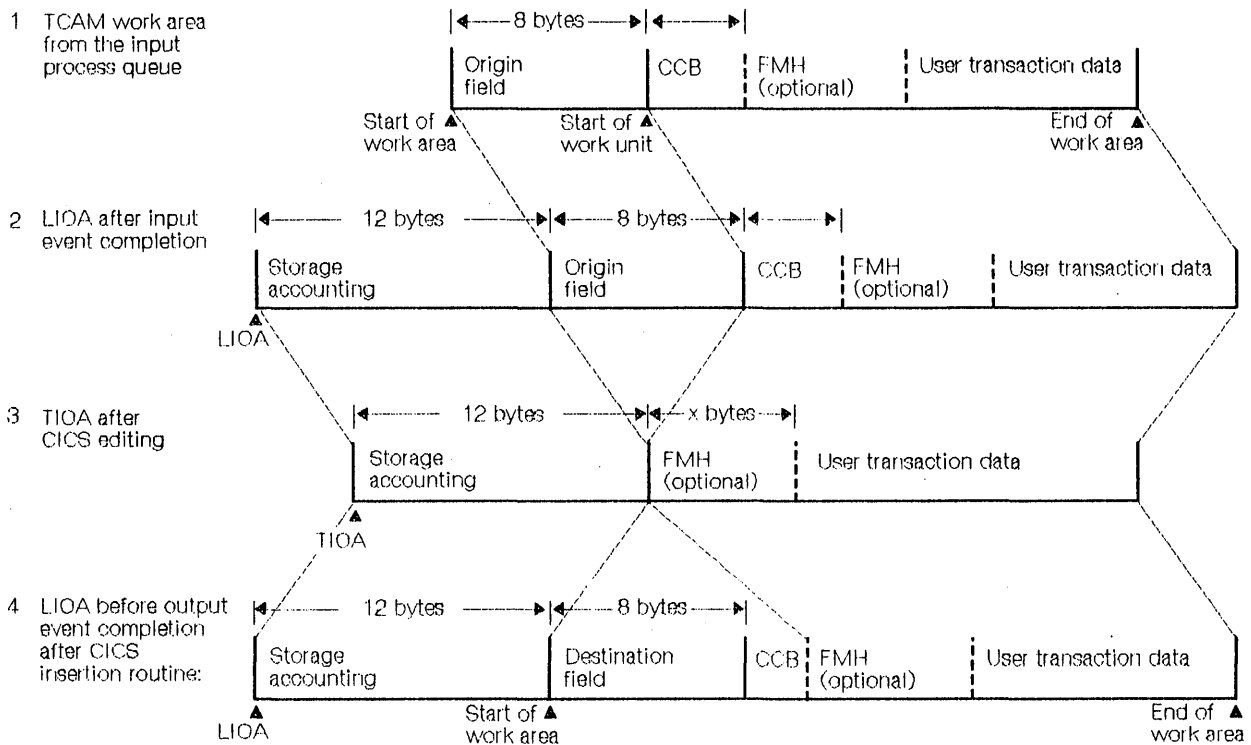 1 TCAM work area
from the input
process queue
8 bytes
Origin
field
CCB
FMH
(optional)
User transaction data
Start of
work area
Start of
work unit
End of
work area
2 LIOA after input
event completion
12 bytes
8 bytes
Storage
accounting
Origin
field
CCB
FMH
(optional)
User transaction data
LIOA
3 TIOA after
CICS editing
12 bytes
x bytes
Storage
accounting
FMH
(optional)
User transaction data
TIOA
4 LIOA before output
event completion
after CICS
insertion routine:
12 bytes
8 bytes
Storage
accounting
Destination
field
CCB
FMH
(optional)
User transaction data
LIOA
Start of
work area
End of
work area